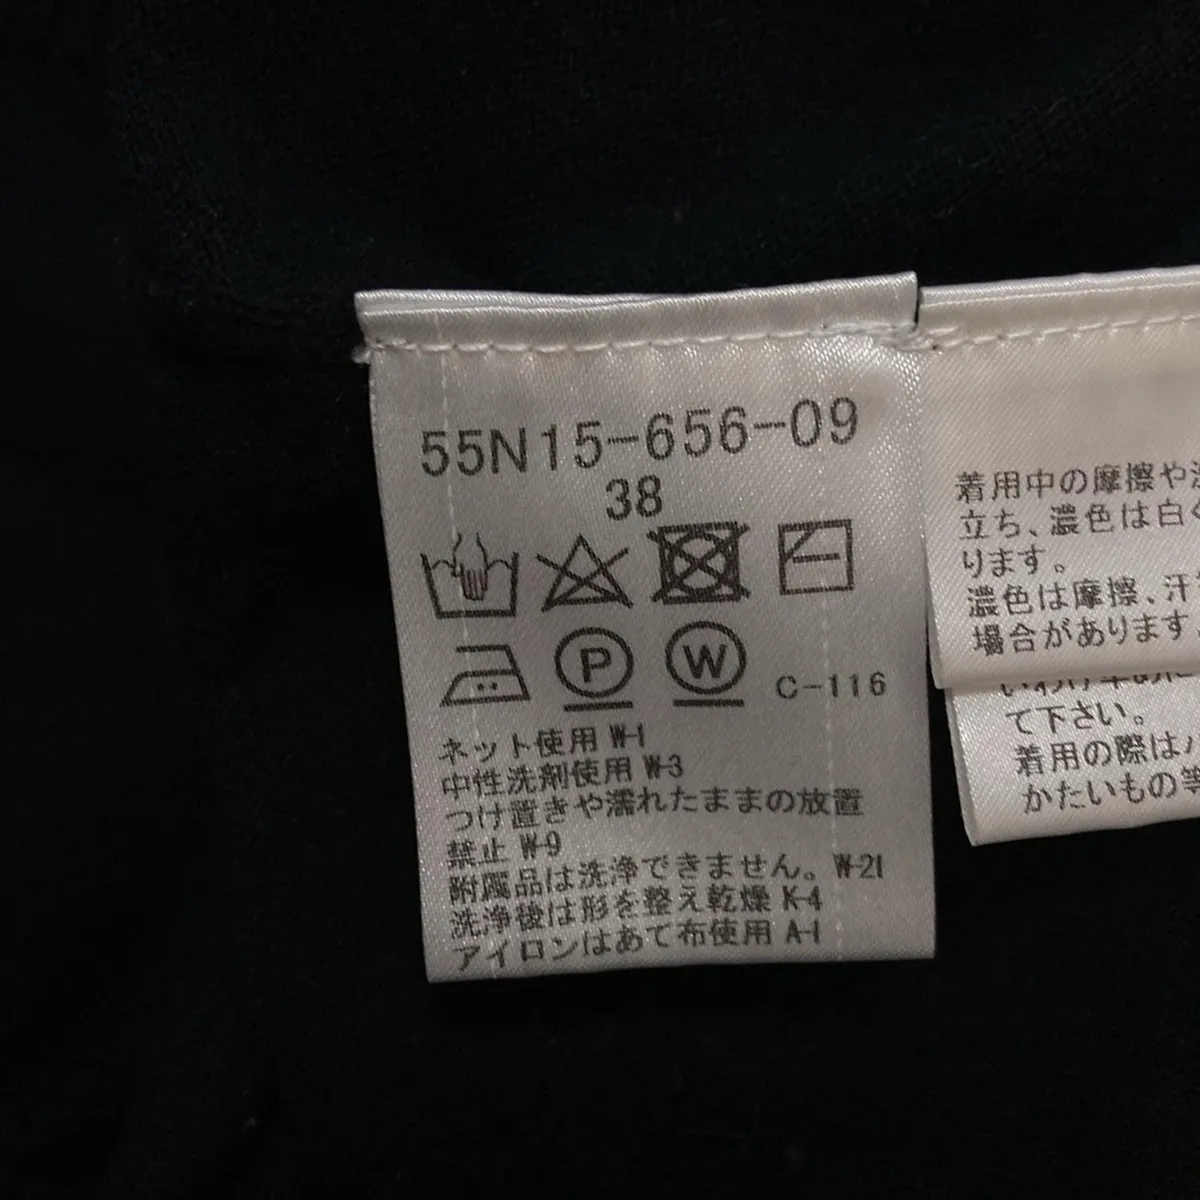 55N15-656-09
38
P
W
C-116
ネット使用 W-1
中性洗剤使用 W-3
つけ置きや濡れたままの放置
禁止 W-9
附属品は洗浄できません。W-21
洗浄後は形を整え乾燥 K-4
アイロンはあて布使用 A-1
着用中の摩擦や
立ち、濃色は白く
ります。
濃色は摩擦、汗
場合があります
て下さい。
着用の際は
かたいもの等